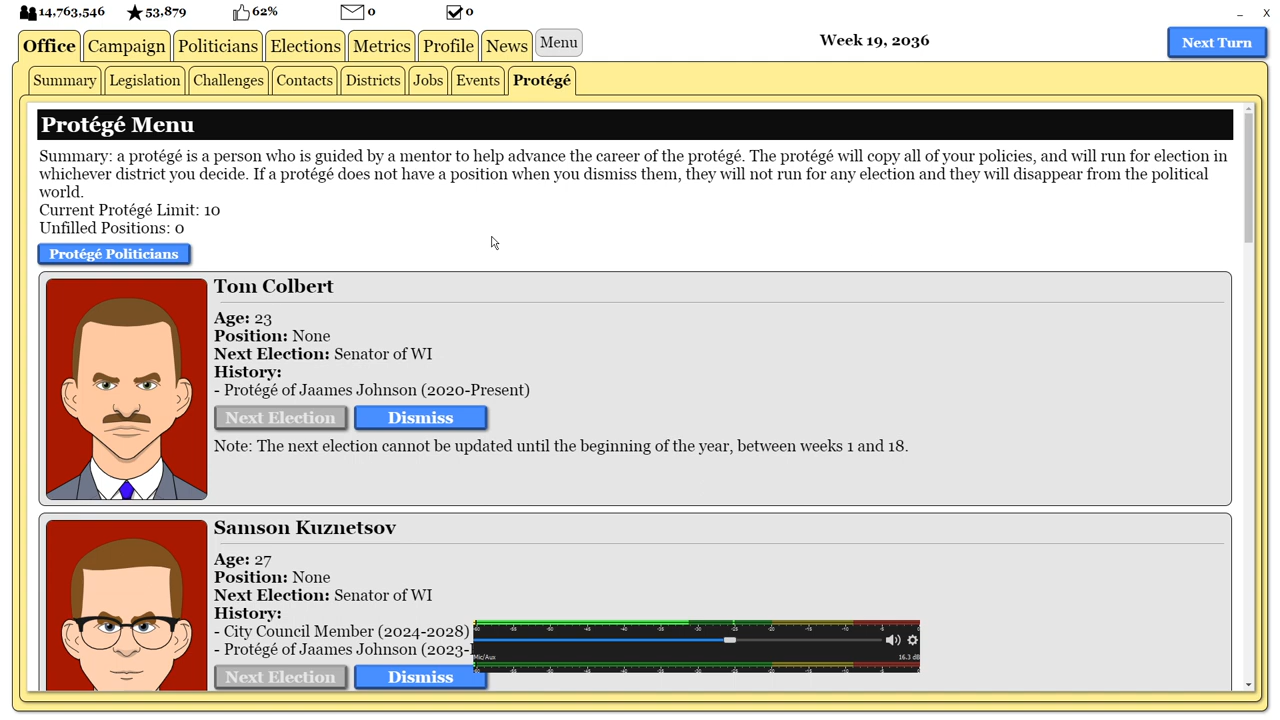 14,763,546 53,879 62% 0 0
_ X
Office Campaign Politicians Elections Metrics Profile News Menu
Week 19, 2036
Next Turn
Summary Legislation Challenges Contacts Districts Jobs Events Protégé
Protégé Menu
Summary: a protégé is a person who is guided by a mentor to help advance the career of the protégé. The protégé will copy all of your policies, and will run for election in
whichever district you decide. If a protégé does not have a position when you dismiss them, they will not run for any election and they will disappear from the political
world.
Current Protégé Limit: 10
Unfilled Positions: 0
Protégé Politicians
Tom Colbert
Age: 23
Position: None
Next Election: Senator of WI
History:
- Protégé of Jaames Johnson (2020-Present)
Next Election Dismiss
Note: The next election cannot be updated until the beginning of the year, between weeks 1 and 18.
Samson Kuznetsov
Age: 27
Position: None
Next Election: Senator of WI
History:
- City Council Member (2024-2028)
- Protégé of Jaames Johnson (2023-
Mic/Aux
16.3 dB
Next Election Dismiss